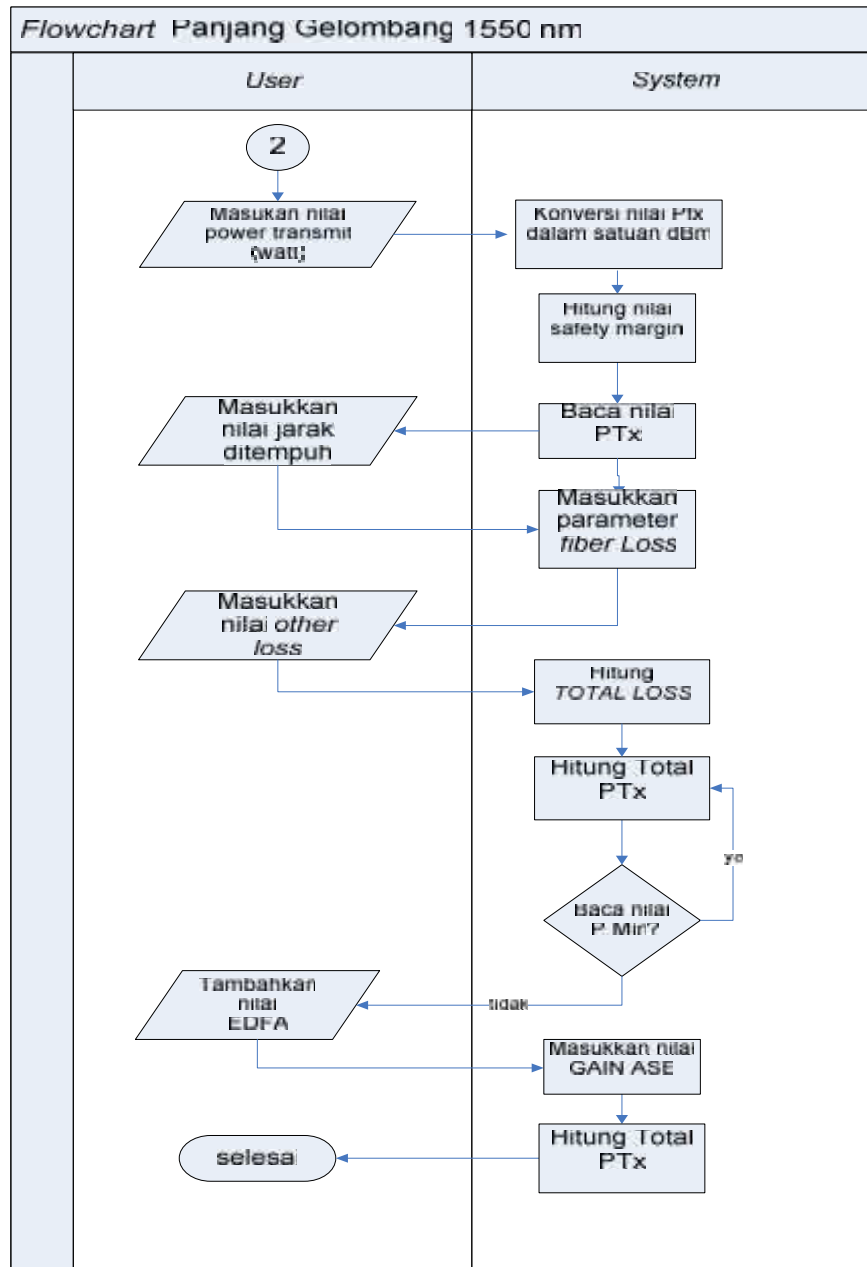 Flowchart Panjang Gelombang 1550 nm
User
System
2
Masukan nilai
power transmit
(watt)
Konversi nilai Ptx
dalam satuan dBm
Hitung nilai
safety margin
Masukkan
nilai jarak
ditempuh
Baca nilai
PTx
Masukkan
parameter
fiber Loss
Masukkan
nilai other
loss
Hitung
TOTAL LOSS
Hitung Total
PTx
ya
Baca nilai
P Min?
tidak
Tambahkan
nilai
EDFA
Masukkan nilai
GAIN ASE
Hitung Total
PTx
selesai